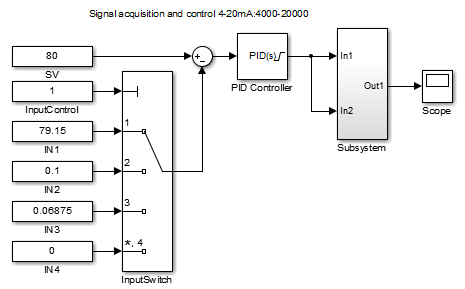 Signal acquisition and control 4-20mA:4000-20000
80
SV
1
InputControl
79.15
IN1
0.1
IN2
0.06875
IN3
0
IN4
1
2
3
*, 4
InputSwitch
+
-
PID(s)
PID Controller
In1
In2
Out1
Subsystem
Scope